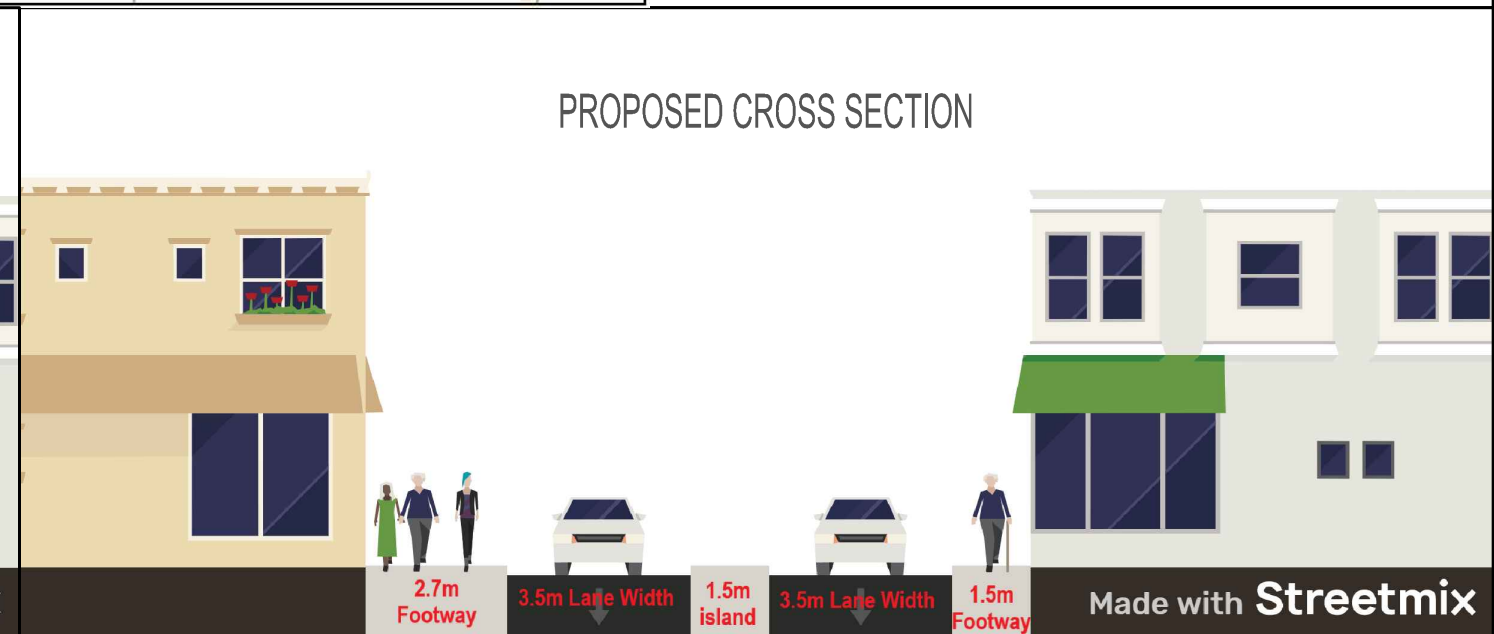 PROPOSED CROSS SECTION
2.7m
Footway
3.5m Lane Width
1.5m
island
3.5m Lane Width
1.5m
Footway
Made with Streetmix